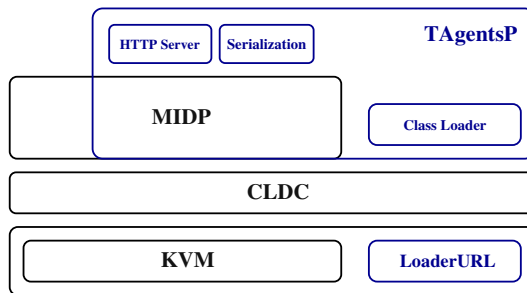 TAgentsP
HTTP Server
Serialization
MIDP
Class Loader
CLDC
KVM
LoaderURL